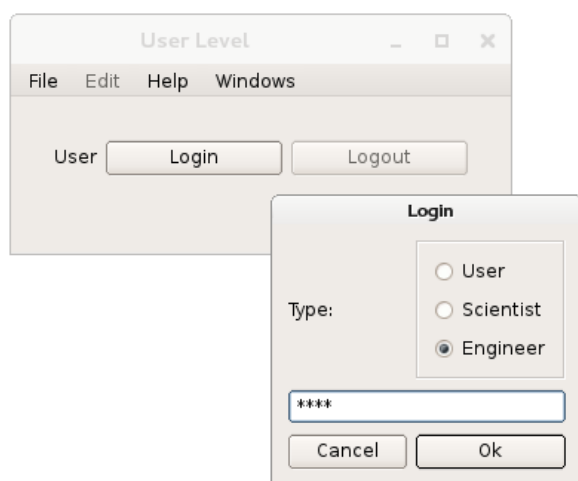 User Level
File Edit Help Windows
User Login Logout
Login
Type:
User
Scientist
Engineer
****
Cancel Ok